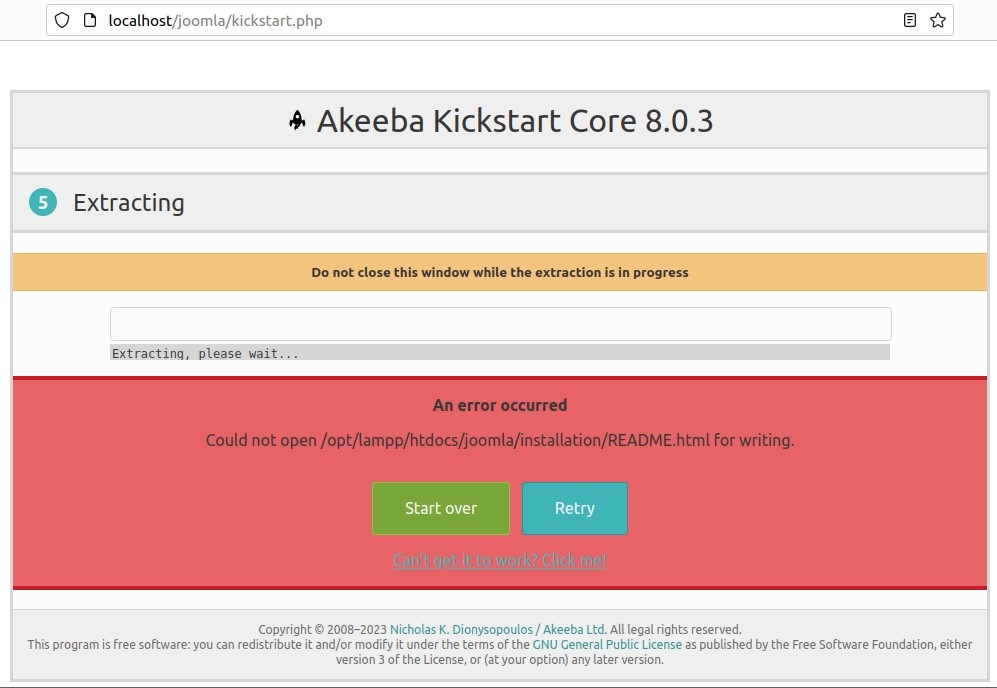 localhost/joomla/kickstart.php
Akeeba Kickstart Core 8.0.3
5 Extracting
Do not close this window while the extraction is in progress
Extracting, please wait...
An error occurred
Could not open /opt/lampp/htdocs/joomla/installation/README.html for writing.
Start over Retry
Can't get it to work? Click me!
Copyright © 2008–2023 Nicholas K. Dionysopoulos / Akeeba Ltd. All legal rights reserved.
This program is free software: you can redistribute it and/or modify it under the terms of the GNU General Public License as published by the Free Software Foundation, either
version 3 of the License, or (at your option) any later version.